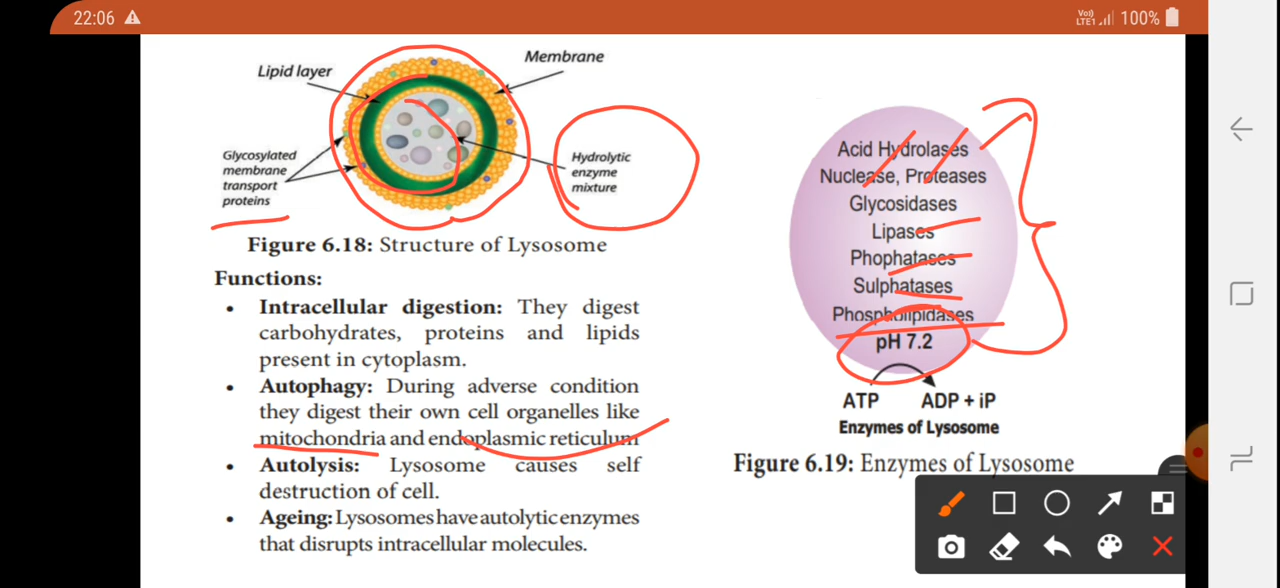 22:06
Vo))
LTE1
100%
Lipid layer
Membrane
Glycosylated
membrane
transport
proteins
Hydrolytic
enzyme
mixture
Figure 6.18: Structure of Lysosome
Functions:
• Intracellular digestion: They digest
carbohydrates, proteins and lipids
present in cytoplasm.
• Autophagy: During adverse condition
they digest their own cell organelles like
mitochondria and endoplasmic reticulum
• Autolysis: Lysosome causes self
destruction of cell.
• Ageing: Lysosomes have autolytic enzymes
that disrupts intracellular molecules.
Acid Hydrolases
Nuclease, Proteases
Glycosidases
Lipases
Phophatases
Sulphatases
Phospholipidases
pH 7.2
ATP ADP + iP
Enzymes of Lysosome
Figure 6.19: Enzymes of Lysosome